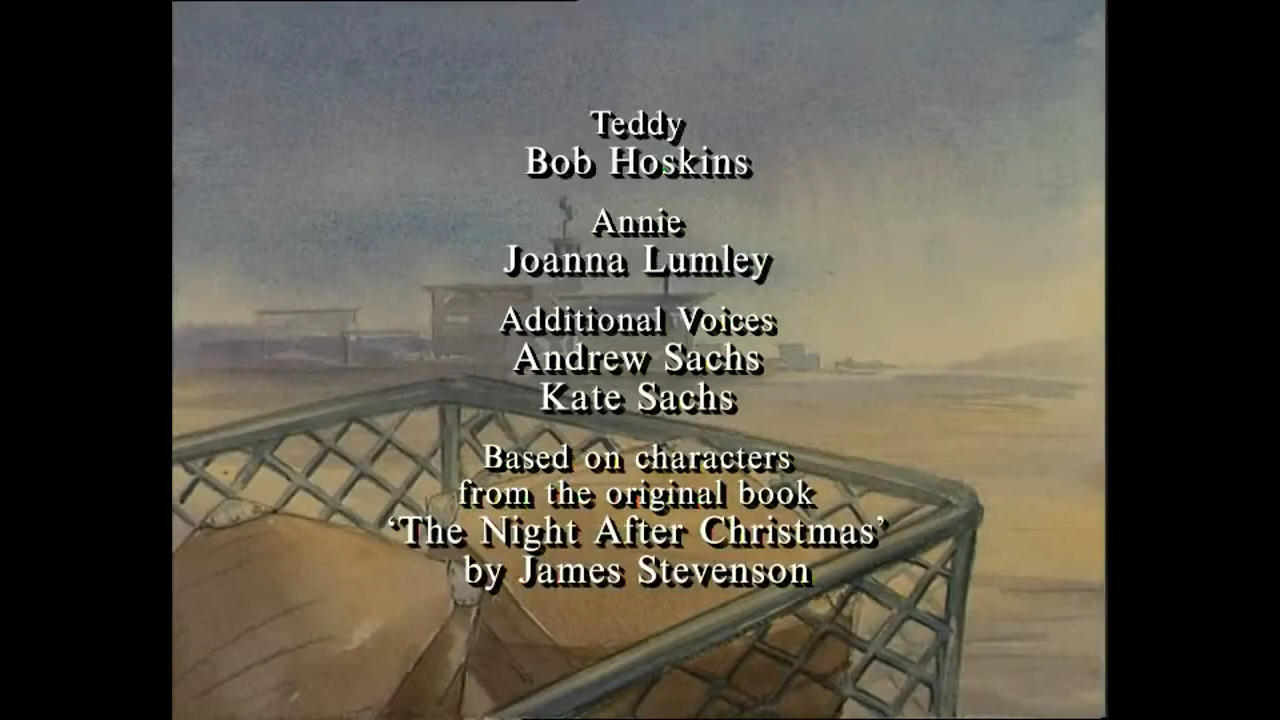 Teddy
Bob Hoskins
Annie
Joanna Lumley
Additional Voices
Andrew Sachs
Kate Sachs
Based on characters
from the original book
‘The Night After Christmas’
by James Stevenson